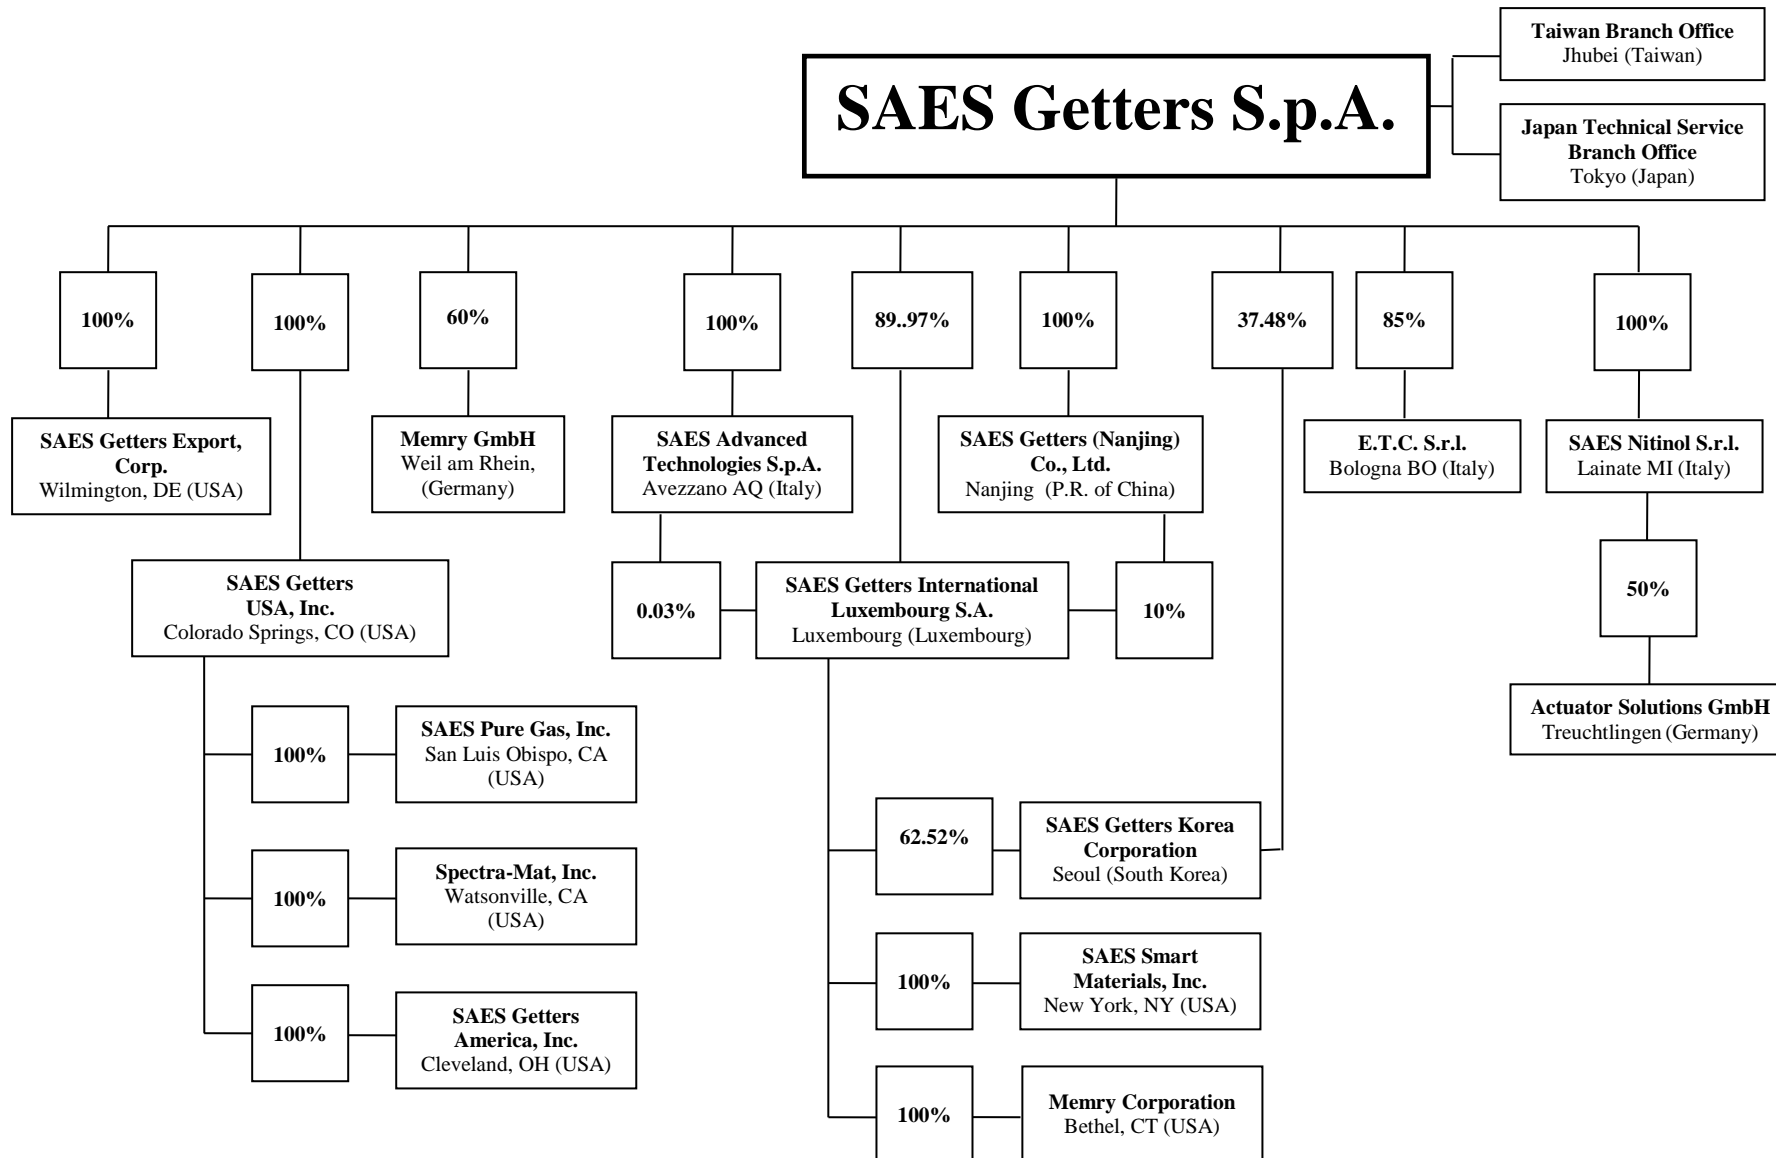 Taiwan Branch Office
Jhubei (Taiwan)
SAES Getters S.p.A.
Japan Technical Service
Branch Office
Tokyo (Japan)
100%
100%
60%
100%
89..97%
100%
37.48%
85%
100%
SAES Getters Export,
Corp.
Wilmington, DE (USA)
Memry GmbH
Weil am Rhein,
(Germany)
SAES Advanced
Technologies S.p.A.
Avezzano AQ (Italy)
SAES Getters (Nanjing)
Co., Ltd.
Nanjing (P.R. of China)
E.T.C. S.r.l.
Bologna BO (Italy)
SAES Nitinol S.r.l.
Lainate MI (Italy)
SAES Getters
USA, Inc.
Colorado Springs, CO (USA)
0.03%
SAES Getters International
Luxembourg S.A.
Luxembourg (Luxembourg)
10%
50%
100%
SAES Pure Gas, Inc.
San Luis Obispo, CA
(USA)
Actuator Solutions GmbH
Treuchtlingen (Germany)
62.52%
SAES Getters Korea
Corporation
Seoul (South Korea)
100%
Spectra-Mat, Inc.
Watsonville, CA
(USA)
100%
SAES Smart
Materials, Inc.
New York, NY (USA)
100%
SAES Getters
America, Inc.
Cleveland, OH (USA)
100%
Memry Corporation
Bethel, CT (USA)